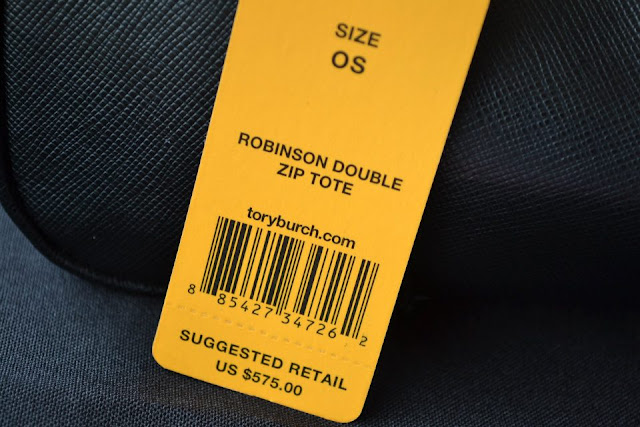 SIZE
OS
ROBINSON DOUBLE
ZIP TOTE
toryburch.com
8 85427 34726 2
SUGGESTED RETAIL
US $575.00